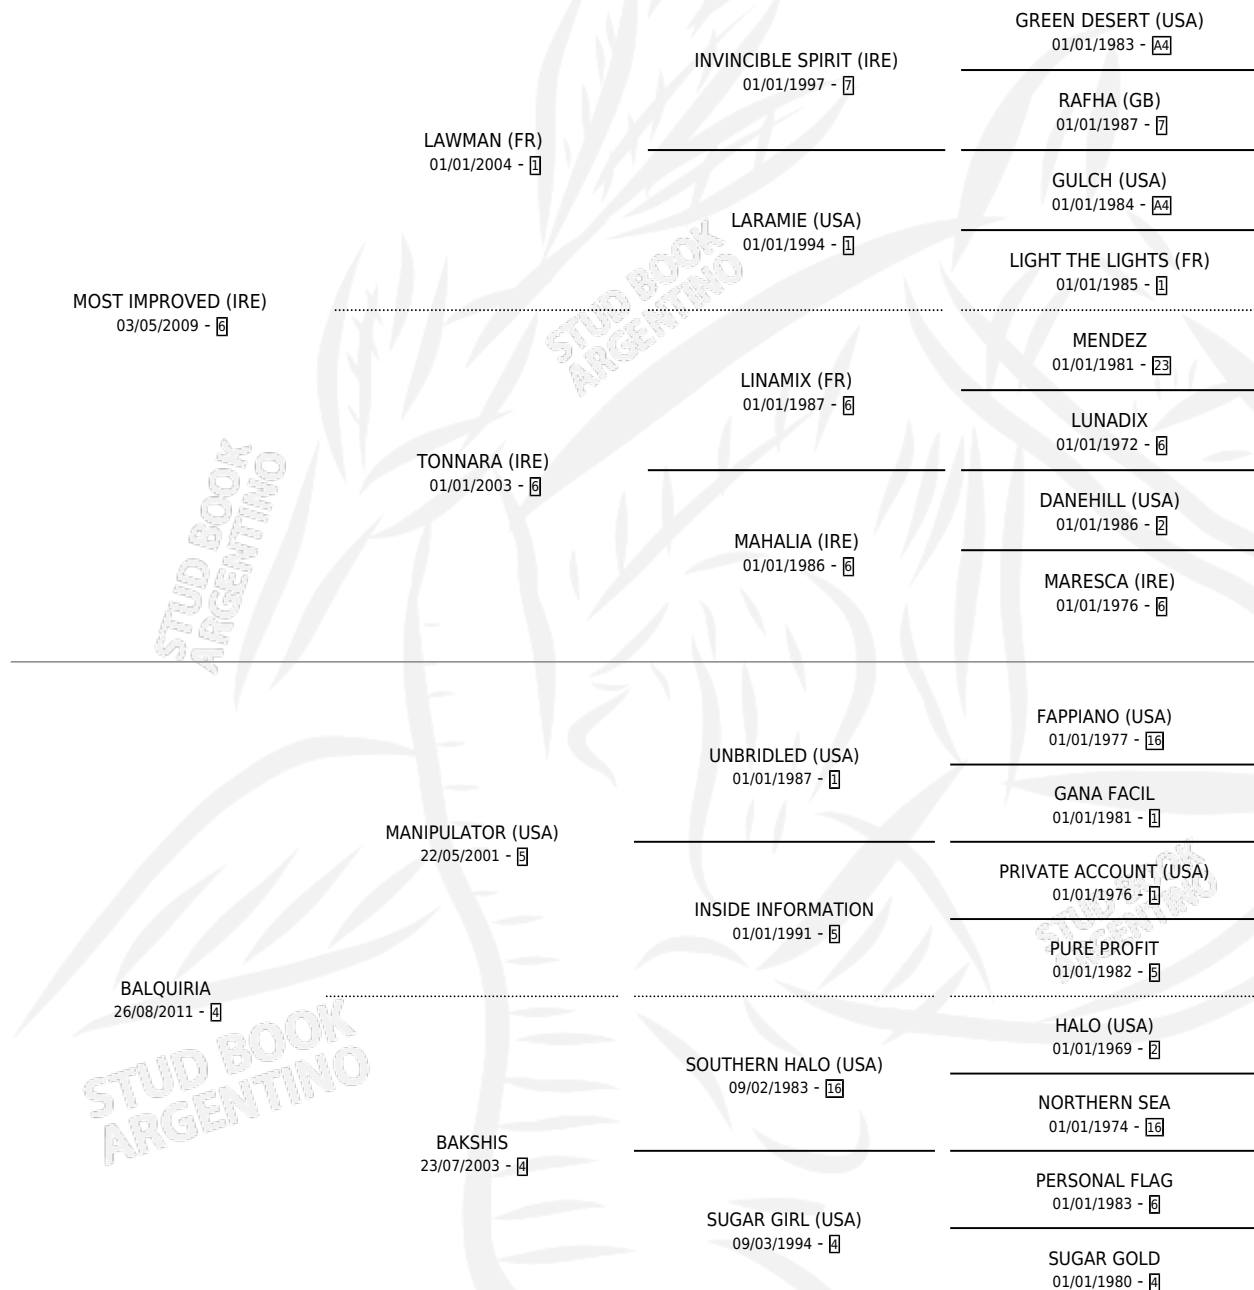 GREEN DESERT (USA)
01/01/1983 - A4
INVINCIBLE SPIRIT (IRE)
01/01/1997 - 7
RAFHA (GB)
01/01/1987 - 7
LAWMAN (FR)
01/01/2004 - 1
GULCH (USA)
01/01/1984 - A4
LARAMIE (USA)
01/01/1994 - 1
LIGHT THE LIGHTS (FR)
01/01/1985 - 1
MOST IMPROVED (IRE)
03/05/2009 - 6
MENDEZ
01/01/1981 - 23
LINAMIX (FR)
01/01/1987 - 6
LUNADIX
01/01/1972 - 6
TONNARA (IRE)
01/01/2003 - 6
DANEHILL (USA)
01/01/1986 - 2
MAHALIA (IRE)
01/01/1986 - 6
MARESCA (IRE)
01/01/1976 - 6
FAPPIANO (USA)
01/01/1977 - 16
UNBRIDLED (USA)
01/01/1987 - 1
GANA FACIL
01/01/1981 - 1
MANIPULATOR (USA)
22/05/2001 - 5
PRIVATE ACCOUNT (USA)
01/01/1976 - 1
INSIDE INFORMATION
01/01/1991 - 5
PURE PROFIT
01/01/1982 - 5
BALQUIRIA
26/08/2011 - 4
HALO (USA)
01/01/1969 - 2
SOUTHERN HALO (USA)
09/02/1983 - 16
NORTHERN SEA
01/01/1974 - 16
BAKSHIS
23/07/2003 - 4
PERSONAL FLAG
01/01/1983 - 6
SUGAR GIRL (USA)
09/03/1994 - 4
SUGAR GOLD
01/01/1980 - 4
STUD BOOK
ARGENTINO
STUD BOOK
ARGENTINO
STUD BOOK
ARGENTINO
STUD BOOK
ARGENTINO